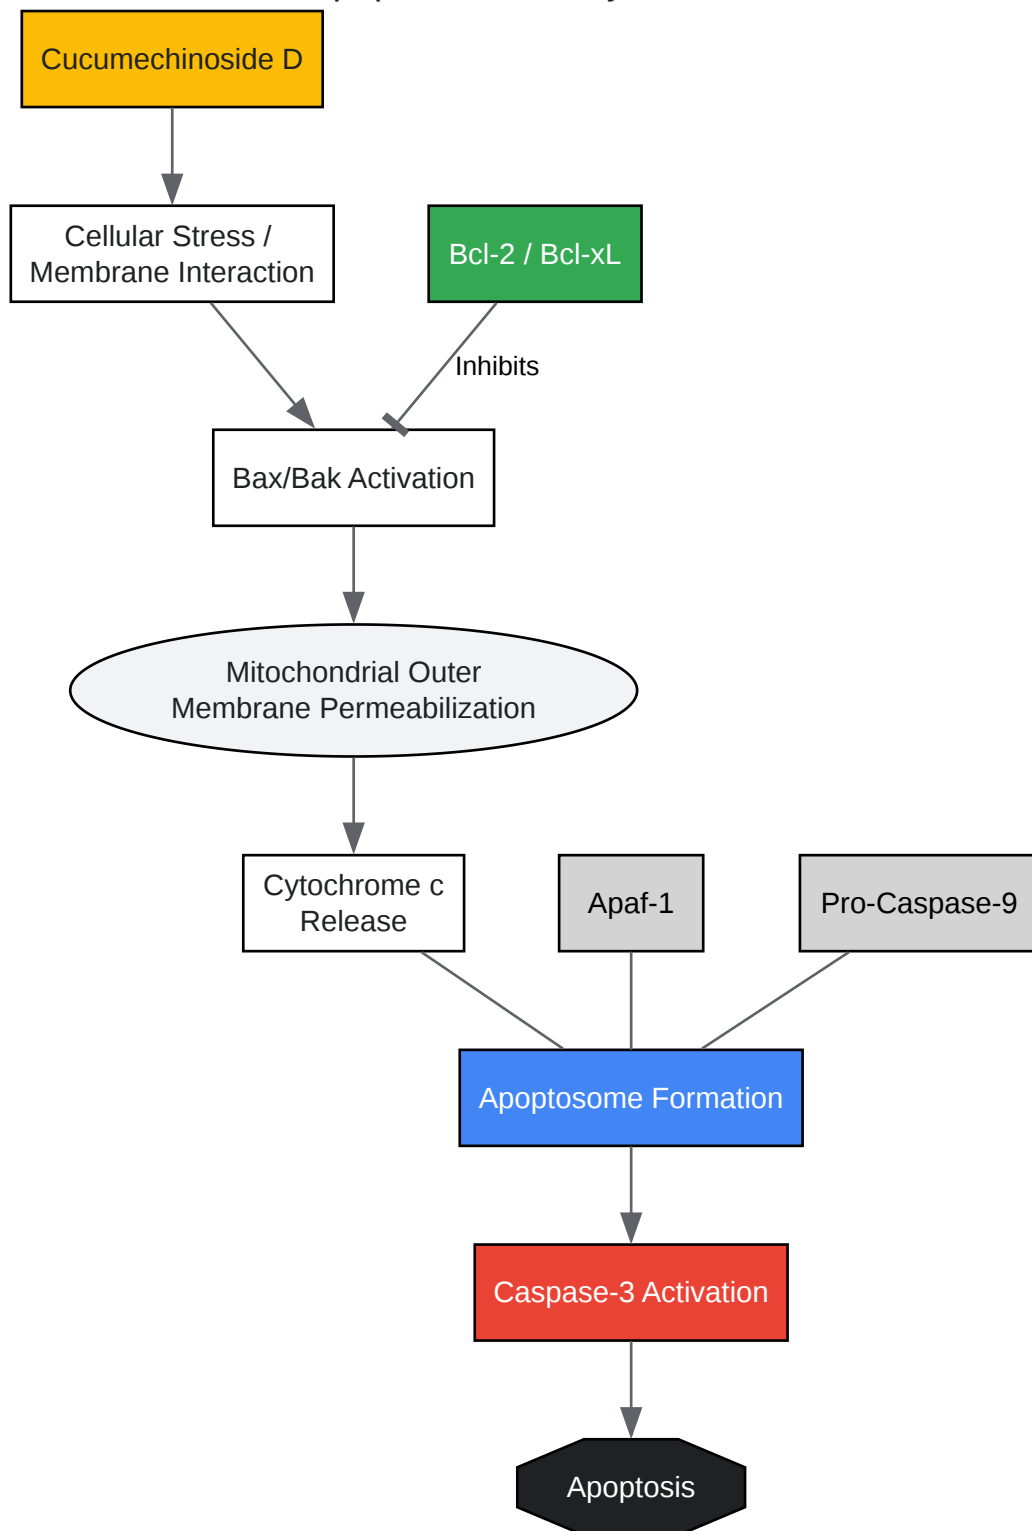 Cucumechinoside D
Cellular Stress /
Membrane Interaction
Bcl-2 / Bcl-xL
Inhibits
Bax/Bak Activation
Mitochondrial Outer
Membrane Permeabilization
Cytochrome c
Release
Apaf-1
Pro-Caspase-9
Apoptosome Formation
Caspase-3 Activation
Apoptosis